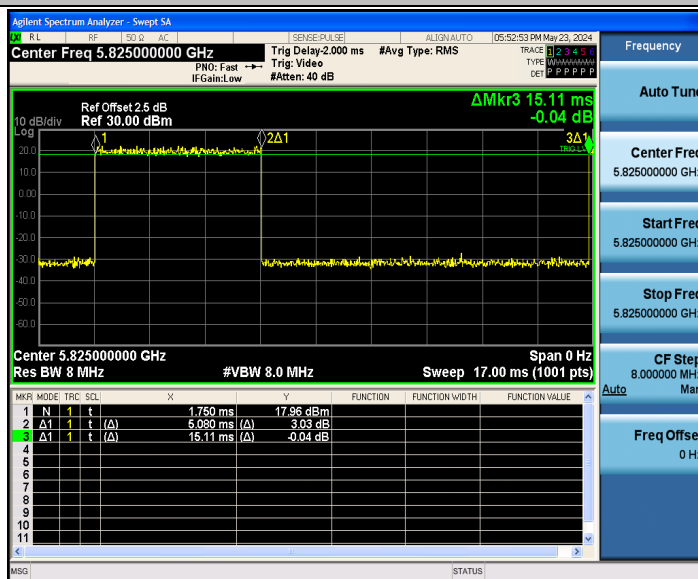 Agilent Spectrum Analyzer - Swept SA
LXI RL RF 50 Ω AC SENSE:PULSE ALIGN AUTO 05:52:53 PM May 23, 2024
Center Freq 5.825000000 GHz Trig Delay-2.000 ms #Avg Type: RMS TRACE 1 2 3 4 5 6
PNO: Fast Trig: Video TYPE W
IFGain:Low #Atten: 40 dB DET P P P P P P
Frequency
Auto Tune
Center Freq
5.825000000 GHz
Start Freq
5.825000000 GHz
Stop Freq
5.825000000 GHz
CF Step
8.000000 MHz
Auto Man
Freq Offset
0 Hz
ΔMkr3 15.11 ms
-0.04 dB
Ref Offset 2.5 dB
10 dB/div Ref 30.00 dBm
Log
1 2Δ1 3Δ1
TRIG LVL
20.0
10.0
0.00
-10.0
-20.0
-30.0
-40.0
-50.0
-60.0
Center 5.825000000 GHz Span 0 Hz
Res BW 8 MHz #VBW 8.0 MHz Sweep 17.00 ms (1001 pts)
MKR MODE TRC SCL X Y FUNCTION FUNCTION WIDTH FUNCTION VALUE
1 N 1 t 1.750 ms 17.96 dBm
2 Δ1 1 t (Δ) 5.080 ms (Δ) 3.03 dB
3 Δ1 1 t (Δ) 15.11 ms (Δ) -0.04 dB
4
5
6
7
8
9
10
11
MSG STATUS